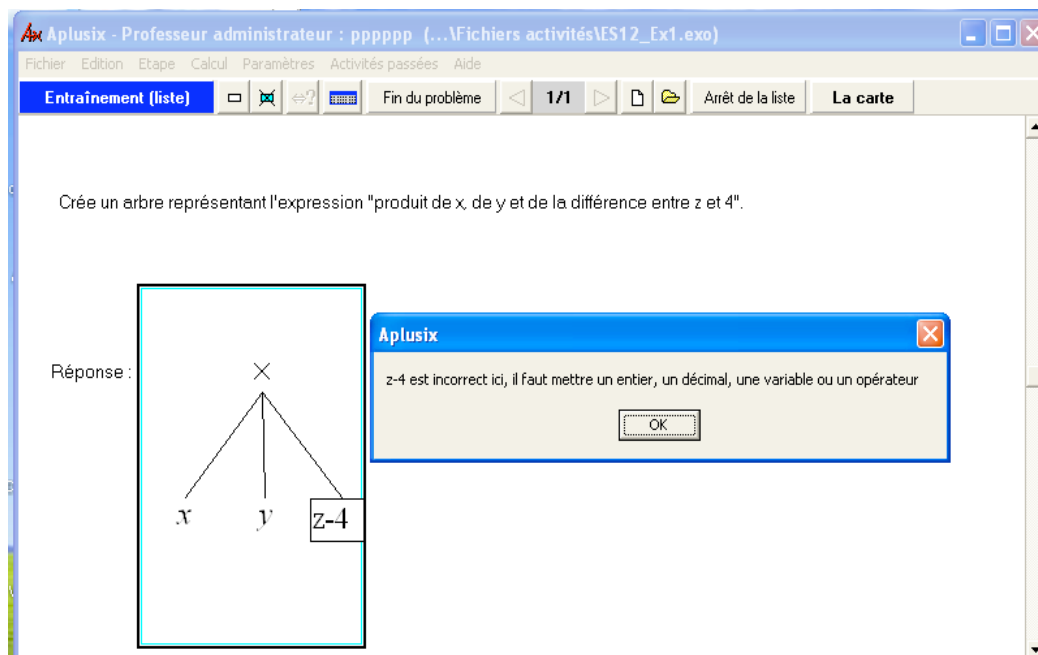 Aplusix - Professeur administrateur : pppppp (...\Fichiers activités\ES12_Ex1.exo)
Fichier Edition Etape Calcul Paramètres Activités passées Aide
Entraînement (liste) ⇔? Fin du problème 1/1 Arrêt de la liste La carte
Crée un arbre représentant l'expression "produit de x, de y et de la différence entre z et 4".
Aplusix
z-4 est incorrect ici, il faut mettre un entier, un décimal, une variable ou un opérateur
OK
Réponse : ×
x y z-4